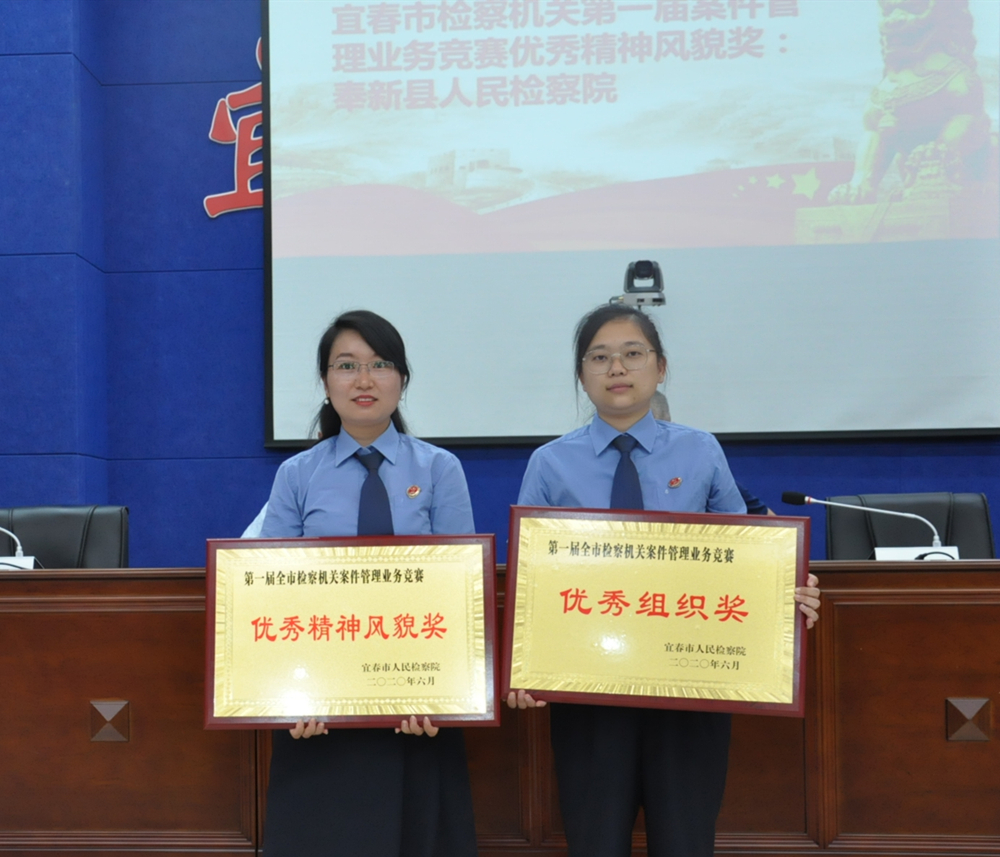 宜春市检察机关第一届案件管
理业务竞赛优秀精神风貌奖：
奉新县人民检察院
宜
第一届全市检察机关案件管理业务竞赛
优秀精神风貌奖
宜春市人民检察院
二〇二〇年六月
第一届全市检察机关案件管理业务竞赛
优秀组织奖
宜春市人民检察院
二〇二〇年六月